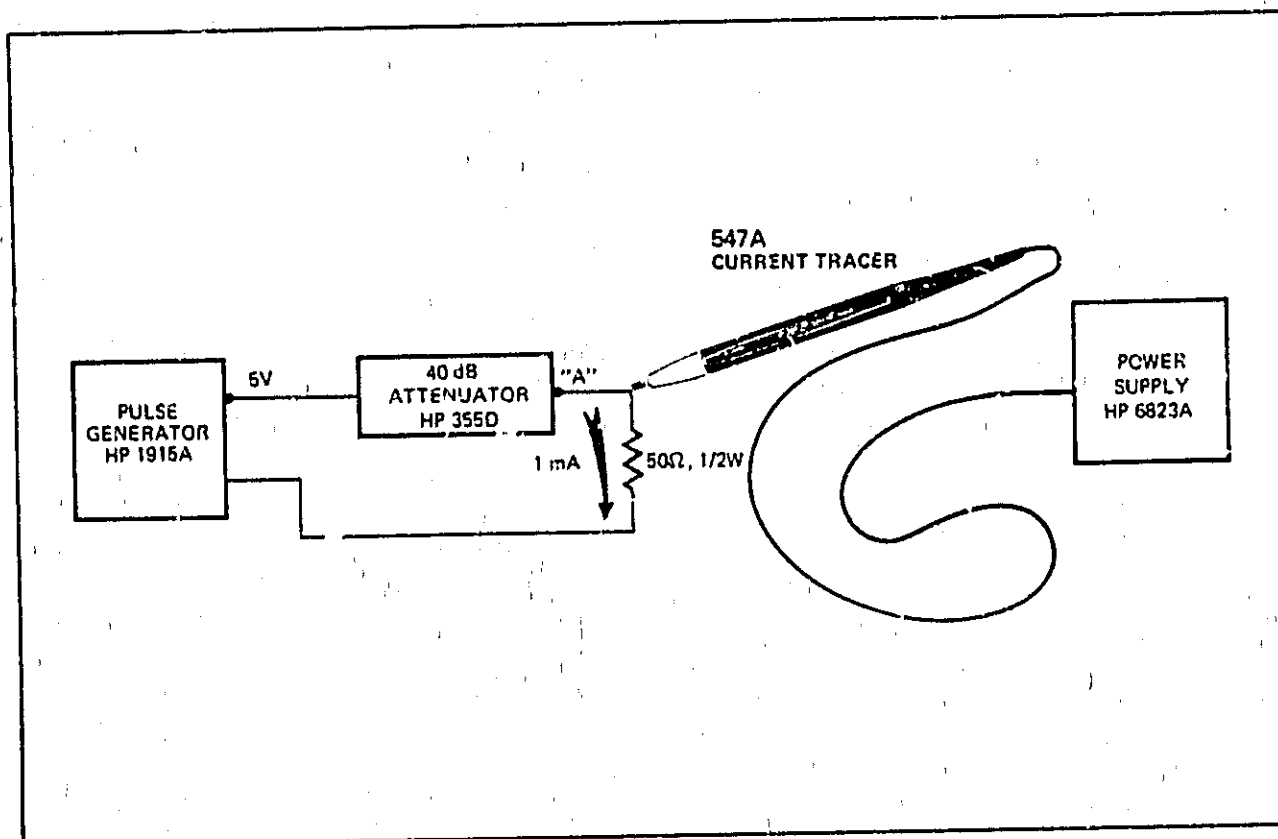 547A
CURRENT TRACER
PULSE
GENERATOR
HP 1915A
5V
40 dB
ATTENUATOR
HP 355D
"A"
1 mA
50Ω, 1/2W
POWER
SUPPLY
HP 6823A